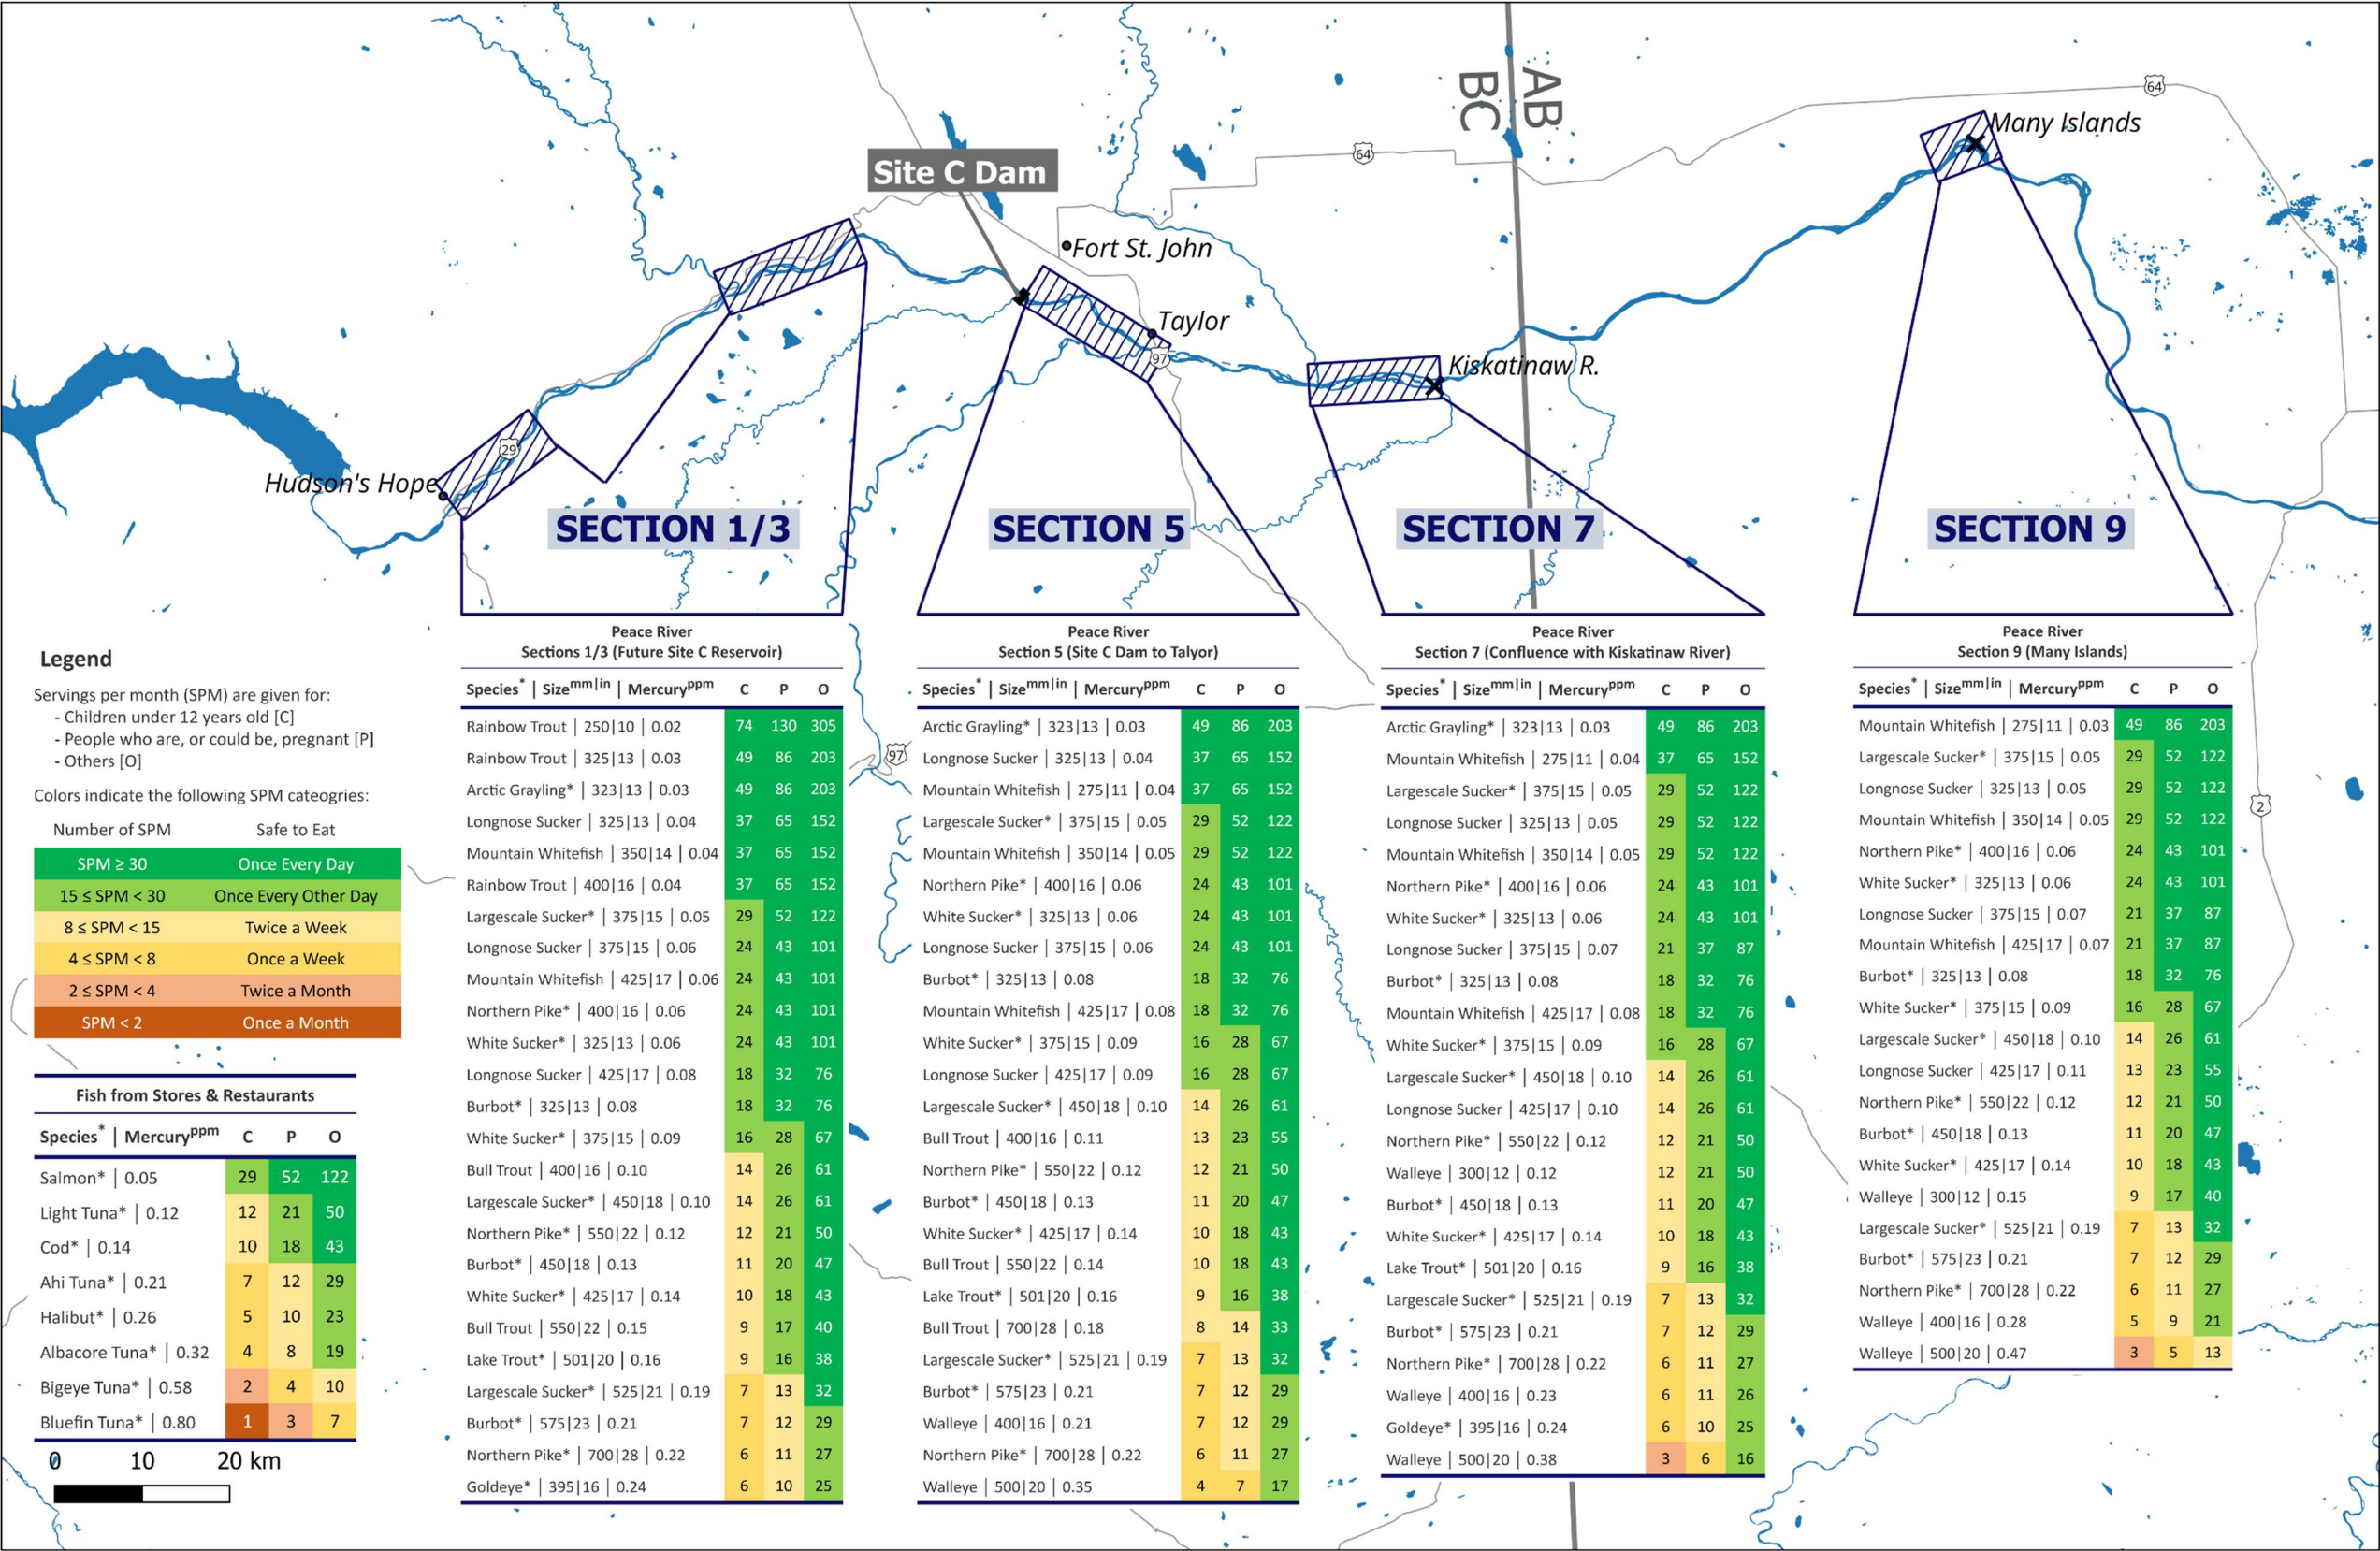 64
AB
BC
Many Islands
64
Site C Dam
Fort St. John
Taylor
97
Kiskatinaw R.
29
Hudson's Hope
SECTION 1/3
SECTION 5
SECTION 7
SECTION 9
97
2
Legend
Servings per month (SPM) are given for:
- Children under 12 years old [C]
- People who are, or could be, pregnant [P]
- Others [O]
Colors indicate the following SPM cateogries:
Number of SPM Safe to Eat
SPM ≥ 30 Once Every Day
15 ≤ SPM < 30 Once Every Other Day
8 ≤ SPM < 15 Twice a Week
4 ≤ SPM < 8 Once a Week
2 ≤ SPM < 4 Twice a Month
SPM < 2 Once a Month
Fish from Stores & Restaurants
Species* | Mercuryppm C P O
Salmon* | 0.05 29 52 122
Light Tuna* | 0.12 12 21 50
Cod* | 0.14 10 18 43
Ahi Tuna* | 0.21 7 12 29
Halibut* | 0.26 5 10 23
Albacore Tuna* | 0.32 4 8 19
Bigeye Tuna* | 0.58 2 4 10
Bluefin Tuna* | 0.80 1 3 7
0 10 20 km
Peace River
Sections 1/3 (Future Site C Reservoir)
Species* | Sizemm|in | Mercuryppm C P O
Rainbow Trout | 250|10 | 0.02 74 130 305
Rainbow Trout | 325|13 | 0.03 49 86 203
Arctic Grayling* | 323|13 | 0.03 49 86 203
Longnose Sucker | 325|13 | 0.04 37 65 152
Mountain Whitefish | 350|14 | 0.04 37 65 152
Rainbow Trout | 400|16 | 0.04 37 65 152
Largescale Sucker* | 375|15 | 0.05 29 52 122
Longnose Sucker | 375|15 | 0.06 24 43 101
Mountain Whitefish | 425|17 | 0.06 24 43 101
Northern Pike* | 400|16 | 0.06 24 43 101
White Sucker* | 325|13 | 0.06 24 43 101
Longnose Sucker | 425|17 | 0.08 18 32 76
Burbot* | 325|13 | 0.08 18 32 76
White Sucker* | 375|15 | 0.09 16 28 67
Bull Trout | 400|16 | 0.10 14 26 61
Largescale Sucker* | 450|18 | 0.10 14 26 61
Northern Pike* | 550|22 | 0.12 12 21 50
Burbot* | 450|18 | 0.13 11 20 47
White Sucker* | 425|17 | 0.14 10 18 43
Bull Trout | 550|22 | 0.15 9 17 40
Lake Trout* | 501|20 | 0.16 9 16 38
Largescale Sucker* | 525|21 | 0.19 7 13 32
Burbot* | 575|23 | 0.21 7 12 29
Northern Pike* | 700|28 | 0.22 6 11 27
Goldeye* | 395|16 | 0.24 6 10 25
Peace River
Section 5 (Site C Dam to Talyor)
Species* | Sizemm|in | Mercuryppm C P O
Arctic Grayling* | 323|13 | 0.03 49 86 203
Longnose Sucker | 325|13 | 0.04 37 65 152
Mountain Whitefish | 275|11 | 0.04 37 65 152
Largescale Sucker* | 375|15 | 0.05 29 52 122
Mountain Whitefish | 350|14 | 0.05 29 52 122
Northern Pike* | 400|16 | 0.06 24 43 101
White Sucker* | 325|13 | 0.06 24 43 101
Longnose Sucker | 375|15 | 0.06 24 43 101
Burbot* | 325|13 | 0.08 18 32 76
Mountain Whitefish | 425|17 | 0.08 18 32 76
White Sucker* | 375|15 | 0.09 16 28 67
Longnose Sucker | 425|17 | 0.09 16 28 67
Largescale Sucker* | 450|18 | 0.10 14 26 61
Bull Trout | 400|16 | 0.11 13 23 55
Northern Pike* | 550|22 | 0.12 12 21 50
Burbot* | 450|18 | 0.13 11 20 47
White Sucker* | 425|17 | 0.14 10 18 43
Bull Trout | 550|22 | 0.14 10 18 43
Lake Trout* | 501|20 | 0.16 9 16 38
Bull Trout | 700|28 | 0.18 8 14 33
Largescale Sucker* | 525|21 | 0.19 7 13 32
Burbot* | 575|23 | 0.21 7 12 29
Walleye | 400|16 | 0.21 7 12 29
Northern Pike* | 700|28 | 0.22 6 11 27
Walleye | 500|20 | 0.35 4 7 17
Peace River
Section 7 (Confluence with Kiskatinaw River)
Species* | Sizemm|in | Mercuryppm C P O
Arctic Grayling* | 323|13 | 0.03 49 86 203
Mountain Whitefish | 275|11 | 0.04 37 65 152
Largescale Sucker* | 375|15 | 0.05 29 52 122
Longnose Sucker | 325|13 | 0.05 29 52 122
Mountain Whitefish | 350|14 | 0.05 29 52 122
Northern Pike* | 400|16 | 0.06 24 43 101
White Sucker* | 325|13 | 0.06 24 43 101
Longnose Sucker | 375|15 | 0.07 21 37 87
Burbot* | 325|13 | 0.08 18 32 76
Mountain Whitefish | 425|17 | 0.08 18 32 76
White Sucker* | 375|15 | 0.09 16 28 67
Largescale Sucker* | 450|18 | 0.10 14 26 61
Longnose Sucker | 425|17 | 0.10 14 26 61
Northern Pike* | 550|22 | 0.12 12 21 50
Walleye | 300|12 | 0.12 12 21 50
Burbot* | 450|18 | 0.13 11 20 47
White Sucker* | 425|17 | 0.14 10 18 43
Lake Trout* | 501|20 | 0.16 9 16 38
Largescale Sucker* | 525|21 | 0.19 7 13 32
Burbot* | 575|23 | 0.21 7 12 29
Northern Pike* | 700|28 | 0.22 6 11 27
Walleye | 400|16 | 0.23 6 11 26
Goldeye* | 395|16 | 0.24 6 10 25
Walleye | 500|20 | 0.38 3 6 16
Peace River
Section 9 (Many Islands)
Species* | Sizemm|in | Mercuryppm C P O
Mountain Whitefish | 275|11 | 0.03 49 86 203
Largescale Sucker* | 375|15 | 0.05 29 52 122
Longnose Sucker | 325|13 | 0.05 29 52 122
Mountain Whitefish | 350|14 | 0.05 29 52 122
Northern Pike* | 400|16 | 0.06 24 43 101
White Sucker* | 325|13 | 0.06 24 43 101
Longnose Sucker | 375|15 | 0.07 21 37 87
Mountain Whitefish | 425|17 | 0.07 21 37 87
Burbot* | 325|13 | 0.08 18 32 76
White Sucker* | 375|15 | 0.09 16 28 67
Largescale Sucker* | 450|18 | 0.10 14 26 61
Longnose Sucker | 425|17 | 0.11 13 23 55
Northern Pike* | 550|22 | 0.12 12 21 50
Burbot* | 450|18 | 0.13 11 20 47
White Sucker* | 425|17 | 0.14 10 18 43
Walleye | 300|12 | 0.15 9 17 40
Largescale Sucker* | 525|21 | 0.19 7 13 32
Burbot* | 575|23 | 0.21 7 12 29
Northern Pike* | 700|28 | 0.22 6 11 27
Walleye | 400|16 | 0.28 5 9 21
Walleye | 500|20 | 0.47 3 5 13